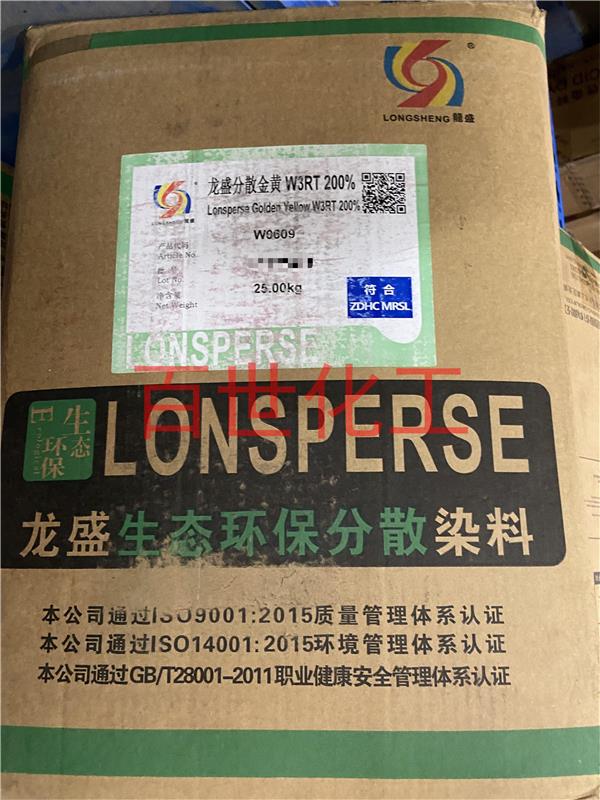 LONGSHENG 龍盛
龙盛分散金黄 W3RT 200%
Lonsperse Golden Yellow W3RT 200%
LONGSHENG 龍盛
产品代码
Article No.
W0609
批 号
Lot No.
净含量
Net Weight
25.00kg
符合
ZDHC MRSL
LONSPERSE
百世化工
生态
环保
LONSPERSE
龙盛生态环保分散染料
本公司通过ISO9001:2015质量管理体系认证
本公司通过ISO14001:2015环境管理体系认证
本公司通过GB/T28001-2011职业健康安全管理体系认证